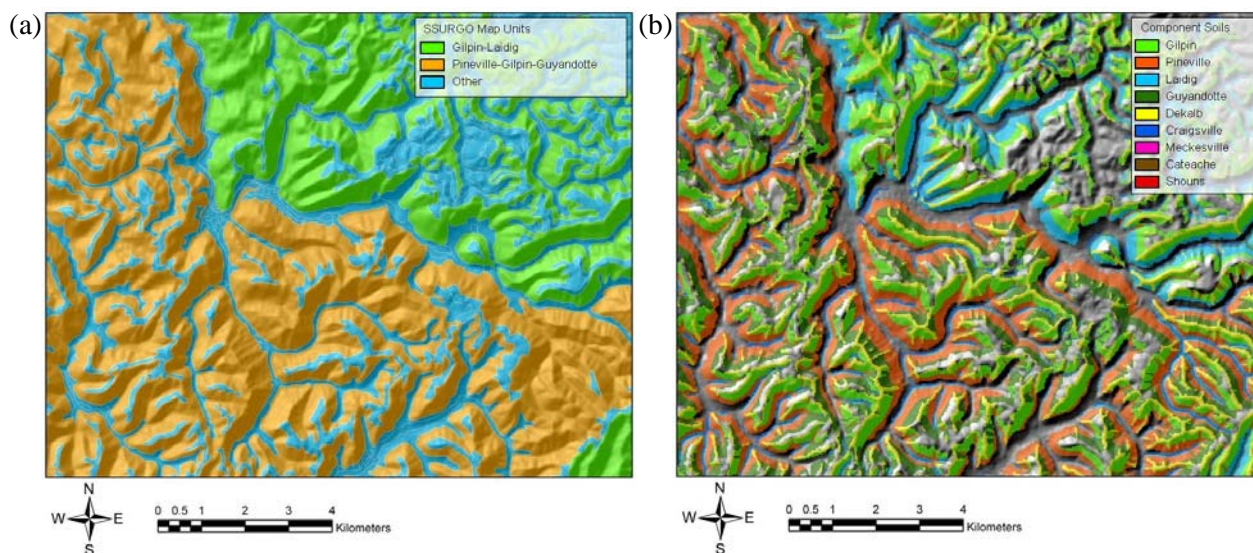 (a)
SSURGO Map Units
Gilpin-Laidig
Pineville-Gilpin-Guyandotte
Other
N
W E
S
0 0.5 1 2 3 4
Kilometers
(b)
Component Soils
Gilpin
Pineville
Laidig
Guyandotte
Dekalb
Craigsville
Meckesville
Cateache
Shouns
N
W E
S
0 0.5 1 2 3 4
Kilometers